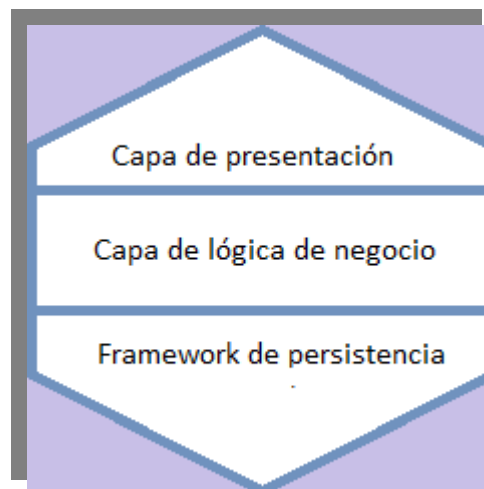 Capa de presentación
Capa de lógica de negocio
Framework de persistencia